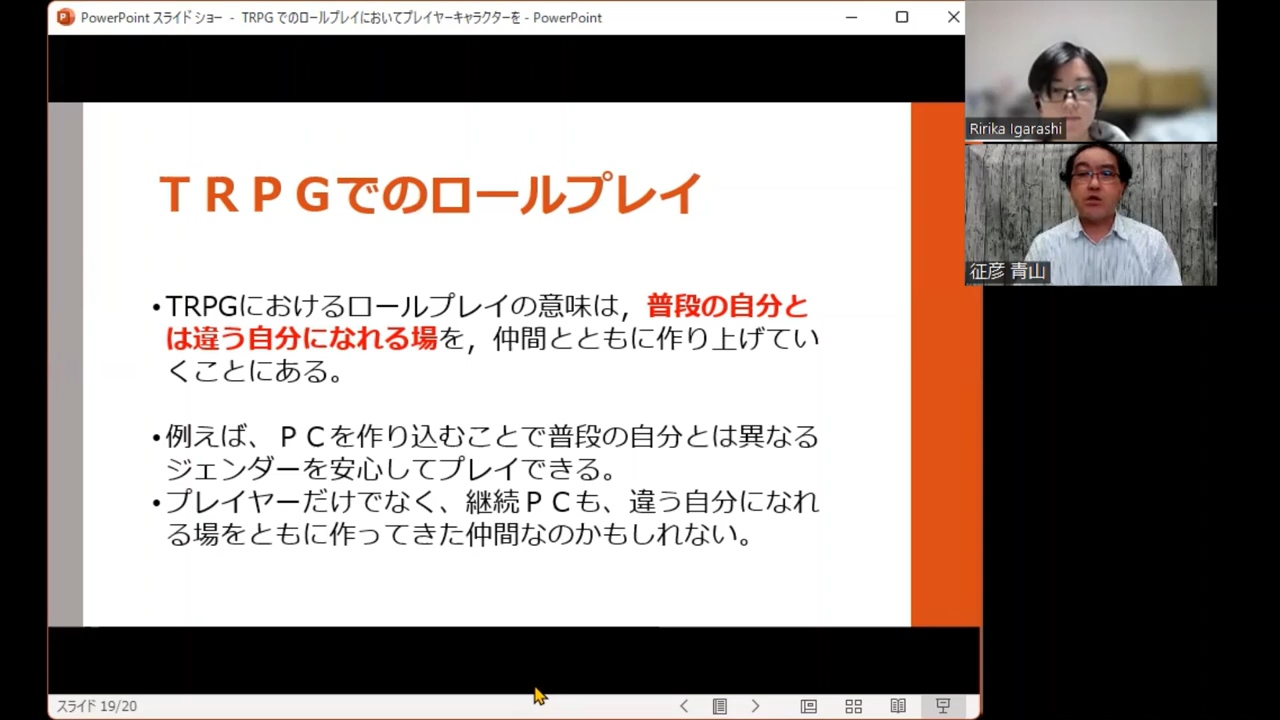 PowerPoint スライド ショー - TRPG でのロールプレイにおいてプレイヤーキャラクターを - PowerPoint
ＴＲＰＧでのロールプレイ
•TRPGにおけるロールプレイの意味は，普段の自分と
は違う自分になれる場を，仲間とともに作り上げてい
くことにある。
•例えば、ＰＣを作り込むことで普段の自分とは異なる
ジェンダーを安心してプレイできる。
•プレイヤーだけでなく、継続ＰＣも、違う自分になれ
る場をともに作ってきた仲間なのかもしれない。
スライド 19/20
Ririka Igarashi
征彦 青山